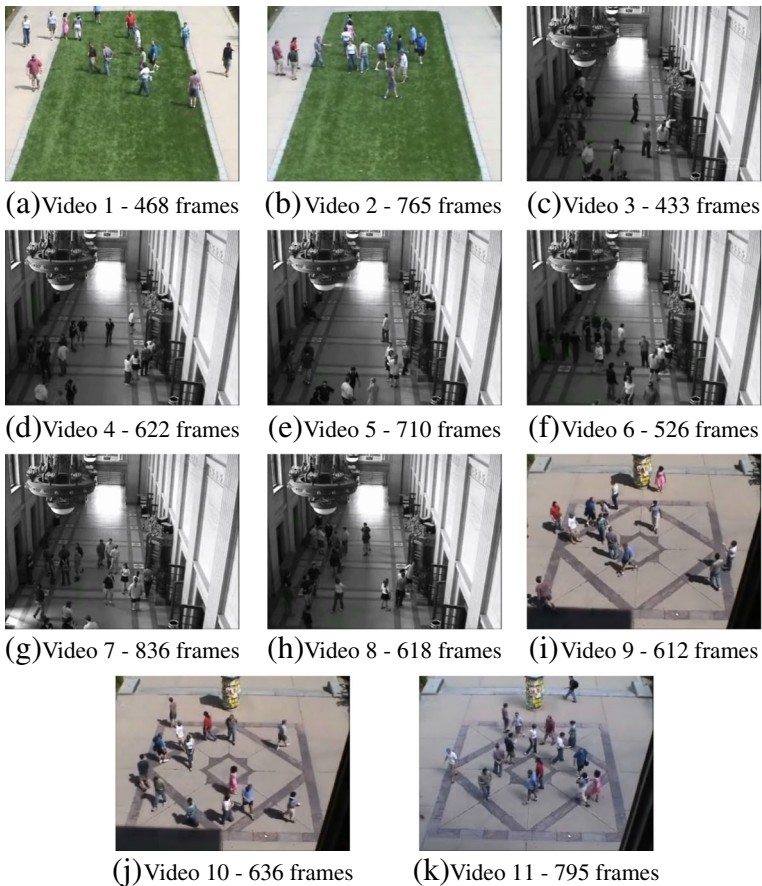 (a)Video 1 - 468 frames
(b)Video 2 - 765 frames
(c)Video 3 - 433 frames
(d)Video 4 - 622 frames
(e)Video 5 - 710 frames
(f)Video 6 - 526 frames
(g)Video 7 - 836 frames
(h)Video 8 - 618 frames
(i)Video 9 - 612 frames
(j)Video 10 - 636 frames
(k)Video 11 - 795 frames